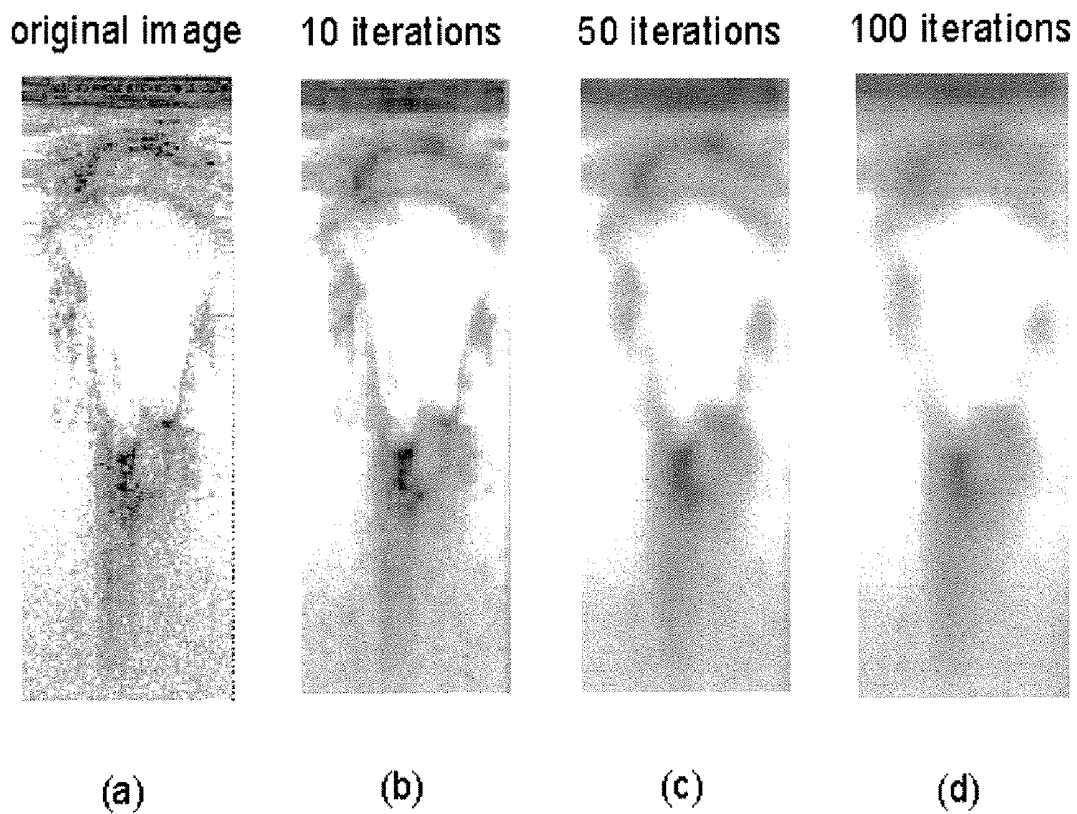 original image
10 iterations
50 iterations
100 iterations
(a)
(b)
(c)
(d)